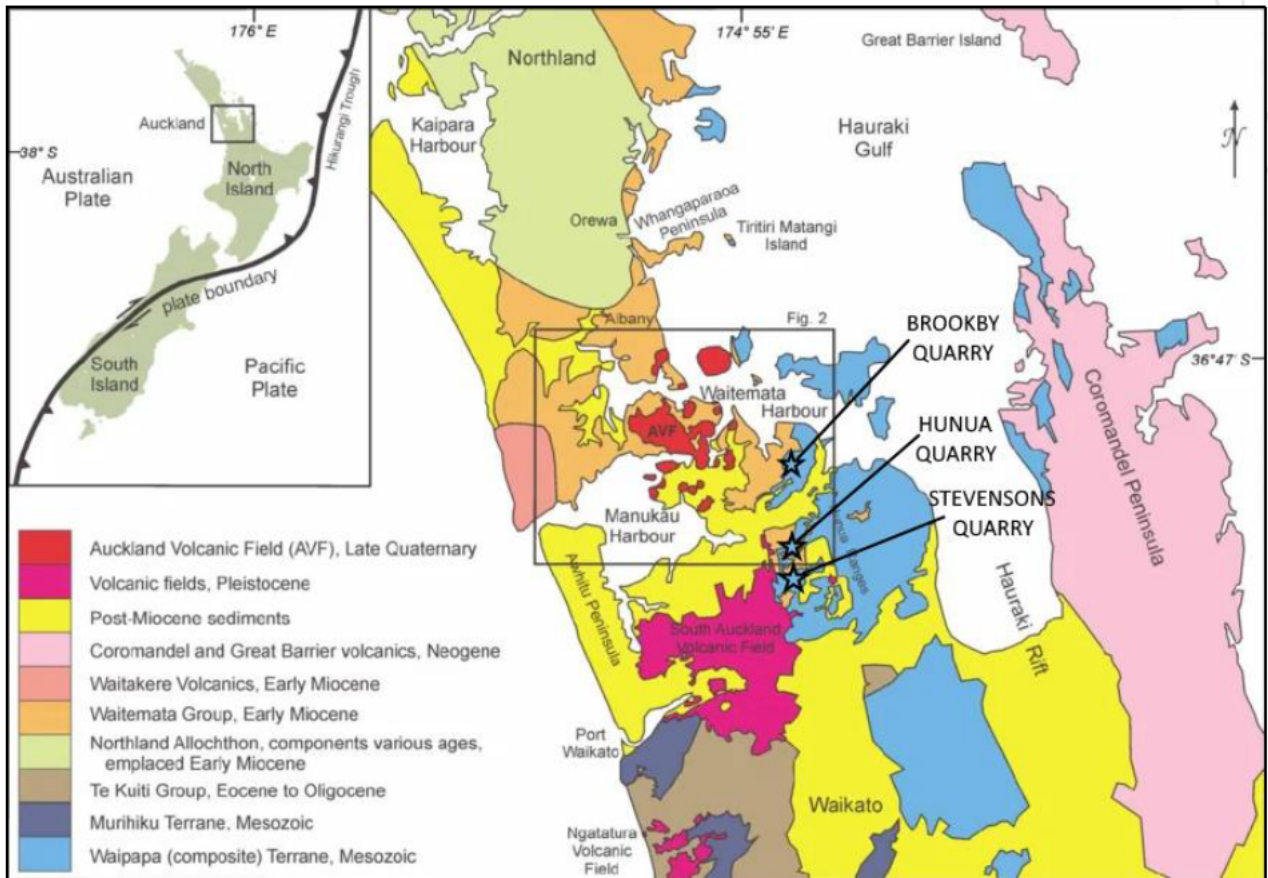 176° E
Auckland
38° S
Australian
Plate
North
Island
Hikurangi Trough
plate boundary
South
Island
Pacific
Plate
174° 55' E
Great Barrier Island
Northland
Kaipara
Harbour
Hauraki
Gulf
N
Orewa
Whangaparaoa
Peninsula
Tiritiri Matangi
Island
Albany
Fig. 2
BROOKBY
QUARRY
36°47' S
Waitemata
Harbour
AVF
HUNUA
QUARRY
Coromandel Peninsula
STEVENSONS
QUARRY
Manukau
Harbour
Ranges
Awhitu Peninsula
Hauraki
Rift
South Auckland
Volcanic Field
Port
Waikato
Waikato
Ngatatura
Volcanic
Field
Auckland Volcanic Field (AVF), Late Quaternary
Volcanic fields, Pleistocene
Post-Miocene sediments
Coromandel and Great Barrier volcanics, Neogene
Waitakere Volcanics, Early Miocene
Waitemata Group, Early Miocene
Northland Allochthon, components various ages,
emplaced Early Miocene
Te Kuiti Group, Eocene to Oligocene
Murihiku Terrane, Mesozoic
Waipapa (composite) Terrane, Mesozoic